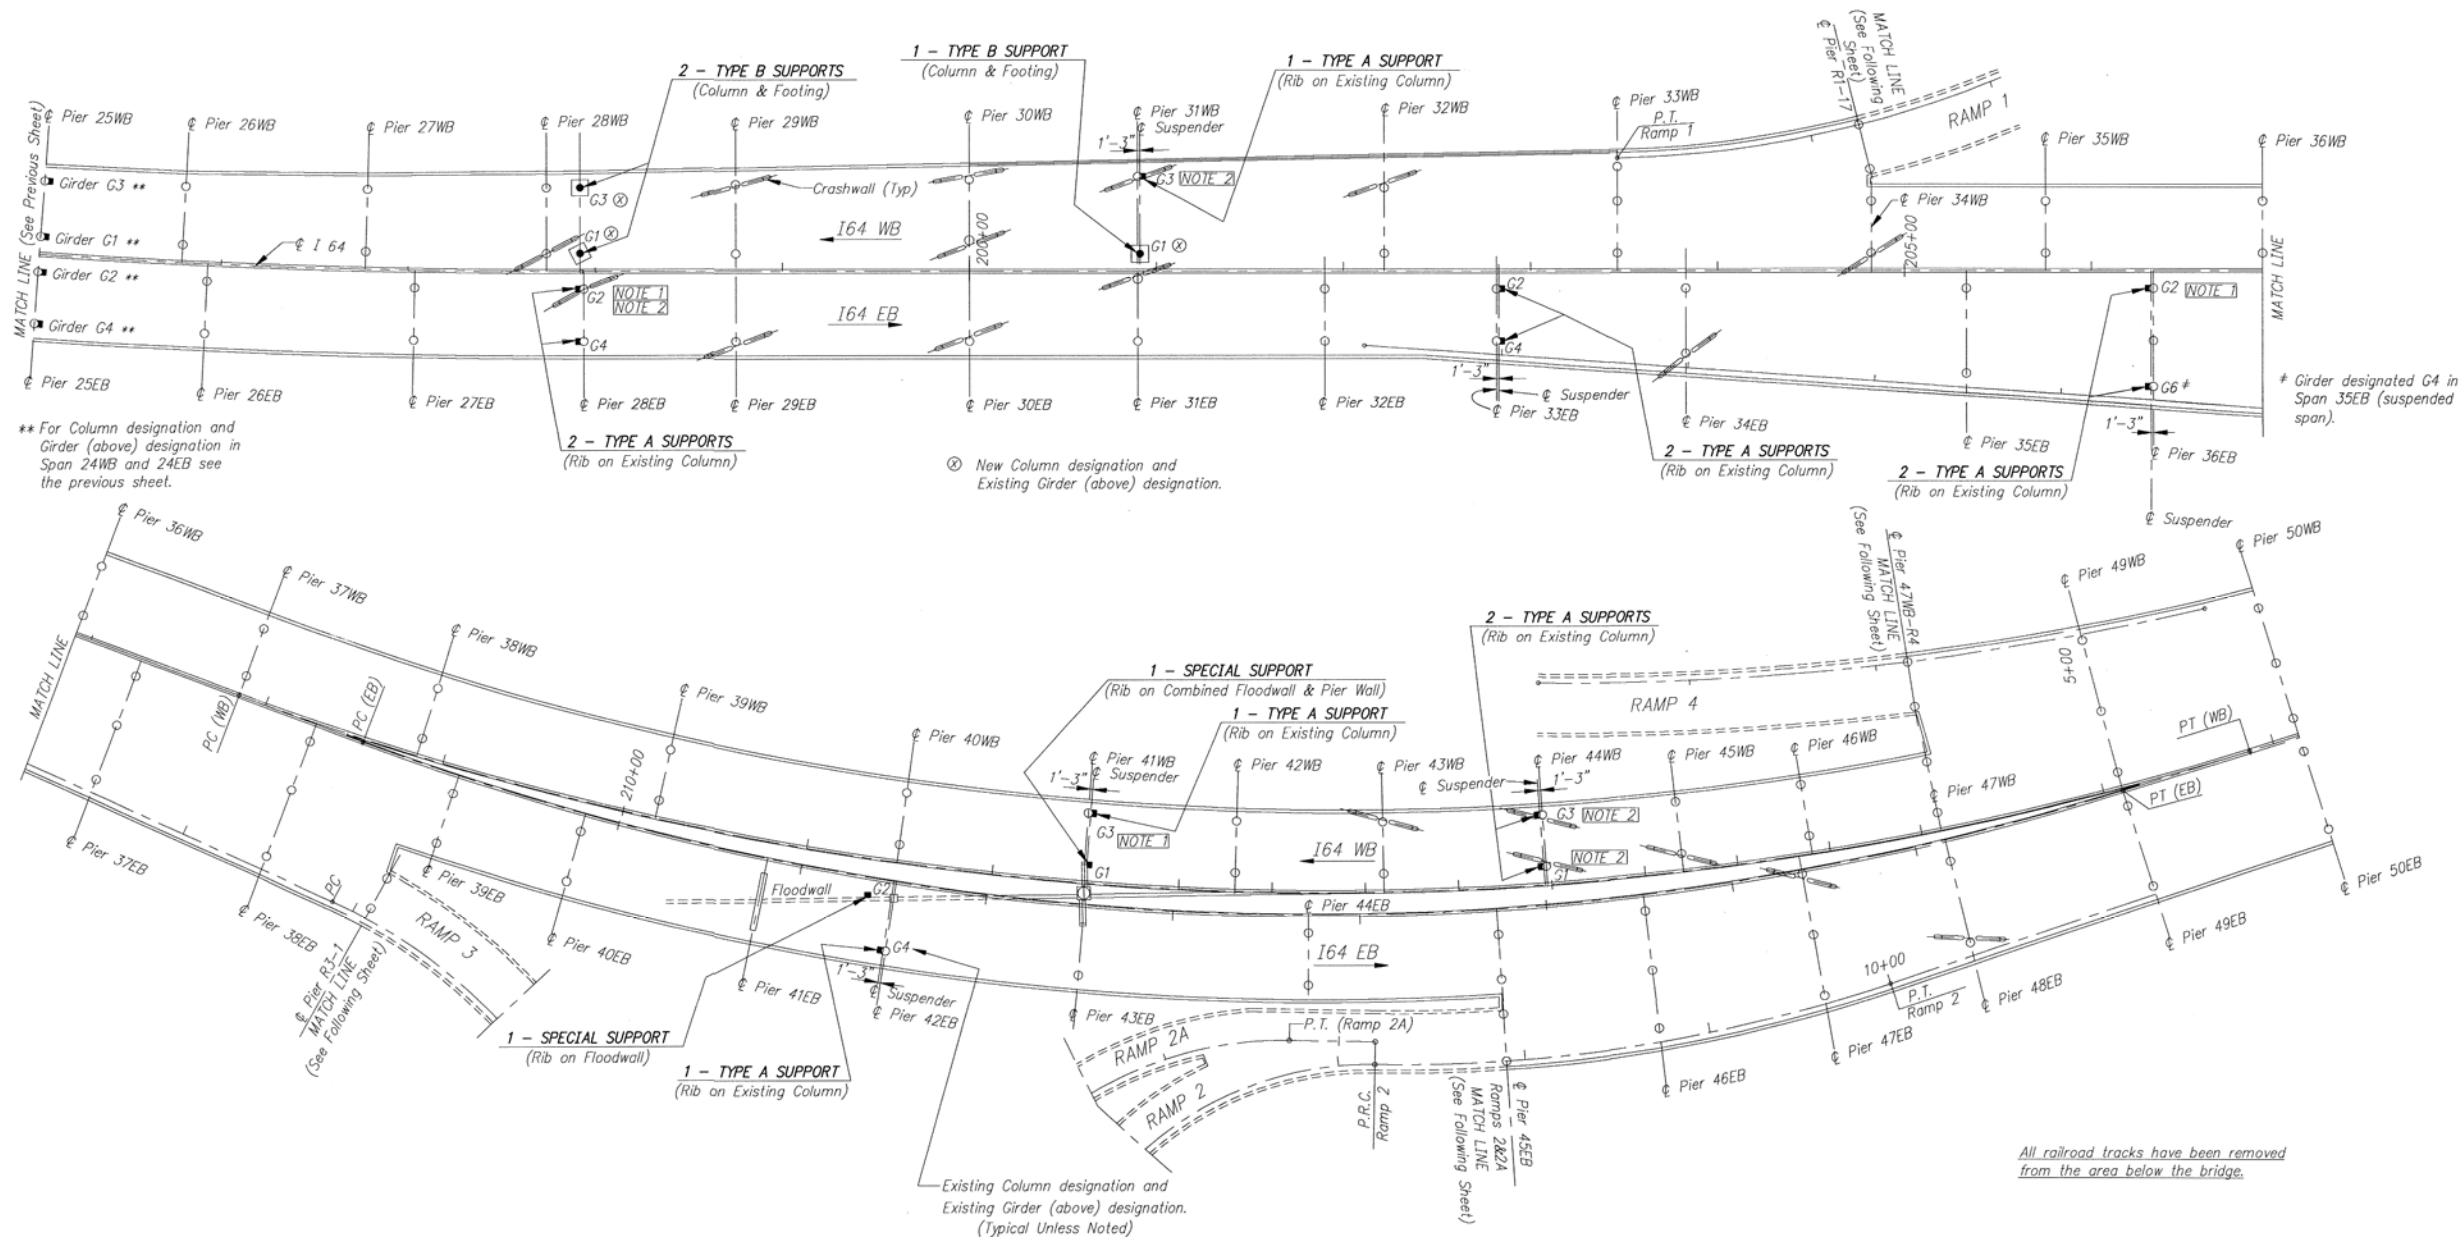 1 - TYPE B SUPPORT
(Column & Footing)
2 - TYPE B SUPPORTS
(Column & Footing)
1 - TYPE A SUPPORT
(Rib on Existing Column)
MATCH LINE
(See Following
Sheet)
℄ Pier R1-17
RAMP 1
MATCH LINE (See Previous Sheet)
℄ Pier 25WB
℄ Pier 26WB
℄ Pier 27WB
℄ Pier 28WB
℄ Pier 29WB
℄ Pier 30WB
℄ Pier 31WB
℄ Suspender
1'-3"
℄ Pier 32WB
℄ Pier 33WB
P.T.
Ramp 1
℄ Pier 35WB
℄ Pier 36WB
Girder G3 **
G3 ⓧ
Crashwall (Typ)
G3 NOTE 2
℄ Pier 34WB
Girder G1 **
℄ I 64
G1 ⓧ
I64 WB
200+00
G1 ⓧ
205+00
MATCH LINE
Girder G2 **
G2 NOTE 1
NOTE 2
G2
G2 NOTE 1
Girder G4 **
I64 EB
G4
G4
G6 #
1'-3"
℄ Suspender
1'-3"
℄ Pier 25EB
℄ Pier 26EB
℄ Pier 27EB
℄ Pier 28EB
℄ Pier 29EB
℄ Pier 30EB
℄ Pier 31EB
℄ Pier 32EB
℄ Pier 33EB
℄ Pier 34EB
℄ Pier 35EB
℄ Pier 36EB
℄ Suspender
# Girder designated G4 in
Span 35EB (suspended
span).
** For Column designation and
Girder (above) designation in
Span 24WB and 24EB see
the previous sheet.
2 - TYPE A SUPPORTS
(Rib on Existing Column)
ⓧ New Column designation and
Existing Girder (above) designation.
2 - TYPE A SUPPORTS
(Rib on Existing Column)
2 - TYPE A SUPPORTS
(Rib on Existing Column)
℄ Pier 36WB
℄ Pier 37WB
℄ Pier 38WB
℄ Pier 39WB
℄ Pier 40WB
MATCH LINE
PC (WB)
PC (EB)
210+00
1 - SPECIAL SUPPORT
(Rib on Combined Floodwall & Pier Wall)
1 - TYPE A SUPPORT
(Rib on Existing Column)
2 - TYPE A SUPPORTS
(Rib on Existing Column)
℄ Pier 41WB
℄ Suspender
1'-3"
℄ Pier 42WB
℄ Pier 43WB
℄ Suspender
℄ Pier 44WB
1'-3"
℄ Pier 45WB
℄ Pier 46WB
RAMP 4
℄ Pier 47WB-R4
MATCH LINE
(See Following Sheet)
℄ Pier 47WB
℄ Pier 49WB
℄ Pier 50WB
5+00
PT (WB)
PT (EB)
G3
NOTE 1
G1
G3 NOTE 2
NOTE 2
G1
I64 WB
Floodwall
G2
G4
1'-3"
℄ Suspender
℄ Pier 37EB
℄ Pier 38EB
PC
℄ Pier R3-1
MATCH LINE
(See Following Sheet)
℄ Pier 39EB
RAMP 3
℄ Pier 40EB
℄ Pier 41EB
℄ Pier 42EB
℄ Pier 43EB
℄ Pier 44EB
I64 EB
RAMP 2A
RAMP 2
P.T. (Ramp 2A)
P.R.C.
Ramp 2
℄ Pier 45EB
Ramps 2&2A
MATCH LINE
(See Following Sheet)
℄ Pier 46EB
℄ Pier 47EB
10+00
P.T.
Ramp 2
℄ Pier 48EB
℄ Pier 49EB
℄ Pier 50EB
1 - SPECIAL SUPPORT
(Rib on Floodwall)
1 - TYPE A SUPPORT
(Rib on Existing Column)
Existing Column designation and
Existing Girder (above) designation.
(Typical Unless Noted)
All railroad tracks have been removed
from the area below the bridge.